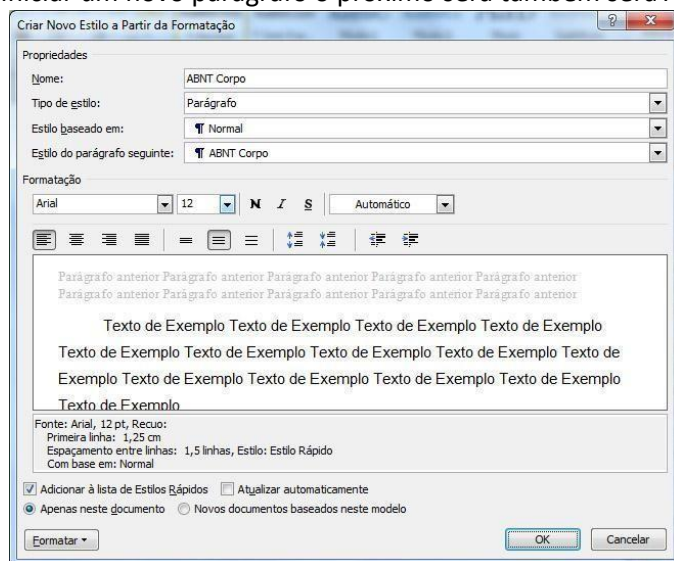 iniciar um novo parágrafo o próximo será também será
Criar Novo Estilo a Partir da Formatação
Propriedades
Nome: ABNT Corpo
Tipo de estilo: Parágrafo
Estilo baseado em: ¶ Normal
Estilo do parágrafo seguinte: ¶ ABNT Corpo
Formatação
Arial 12 N I S Automático
Parágrafo anterior Parágrafo anterior Parágrafo anterior Parágrafo anterior Parágrafo anterior
Parágrafo anterior Parágrafo anterior Parágrafo anterior Parágrafo anterior Parágrafo anterior
Texto de Exemplo Texto de Exemplo Texto de Exemplo Texto de Exemplo
Texto de Exemplo Texto de Exemplo Texto de Exemplo Texto de Exemplo Texto de
Exemplo Texto de Exemplo Texto de Exemplo Texto de Exemplo Texto de Exemplo
Texto de Exemplo
Fonte: Arial, 12 pt, Recuo:
Primeira linha: 1,25 cm
Espaçamento entre linhas: 1,5 linhas, Estilo: Estilo Rápido
Com base em: Normal
Adicionar à lista de Estilos Rápidos Atualizar automaticamente
Apenas neste documento Novos documentos baseados neste modelo
Formatar OK Cancelar